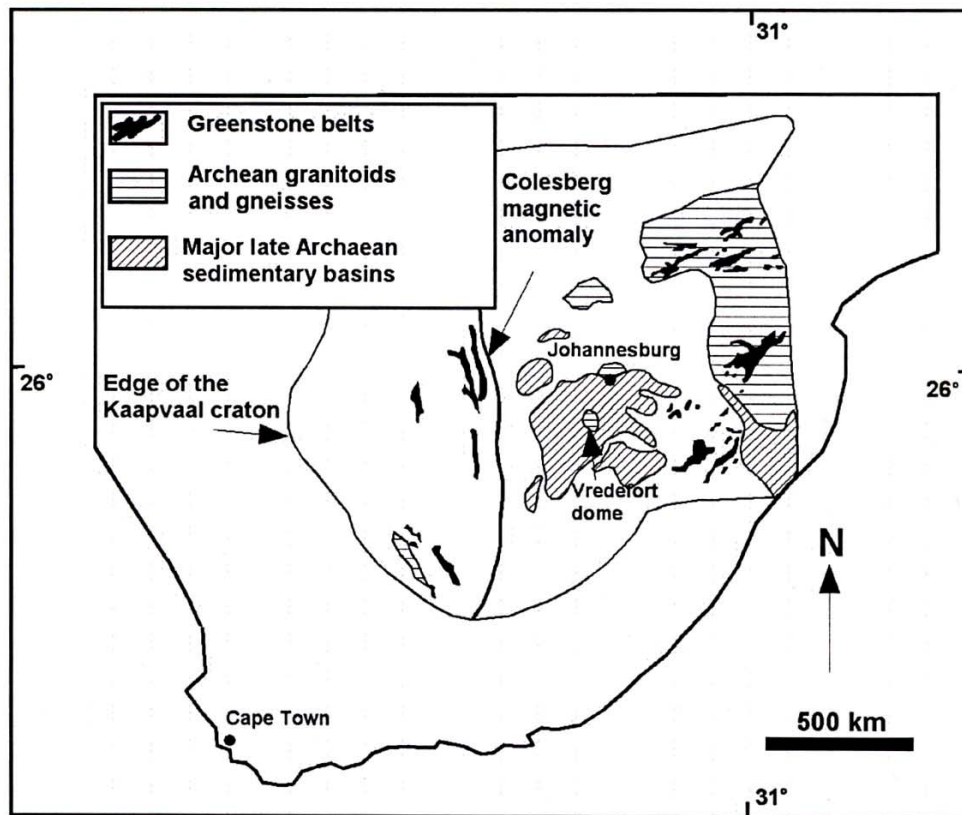 31°
Greenstone belts
Archean granitoids
and gneisses
Major late Archaean
sedimentary basins
Colesberg
magnetic
anomaly
Johannesburg
26°
26°
Edge of the
Kaapvaal craton
Vredefort
dome
N
Cape Town
500 km
31°